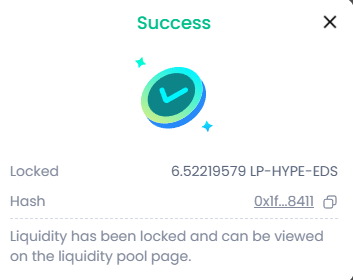 Success
Locked 6.52219579 LP-HYPE-EDS
Hash 0x1f...8411
Liquidity has been locked and can be viewed
on the liquidity pool page.